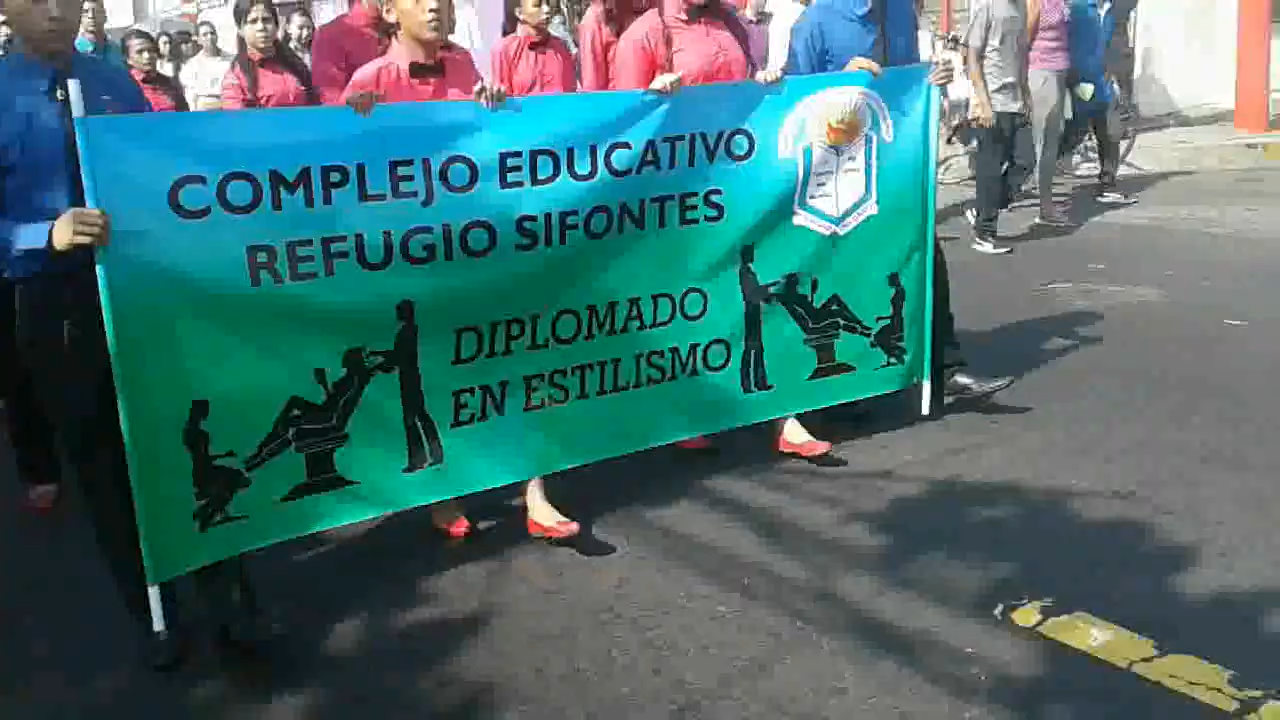 COMPLEJO EDUCATIVO
REFUGIO SIFONTES
DIPLOMADO
EN ESTILISMO